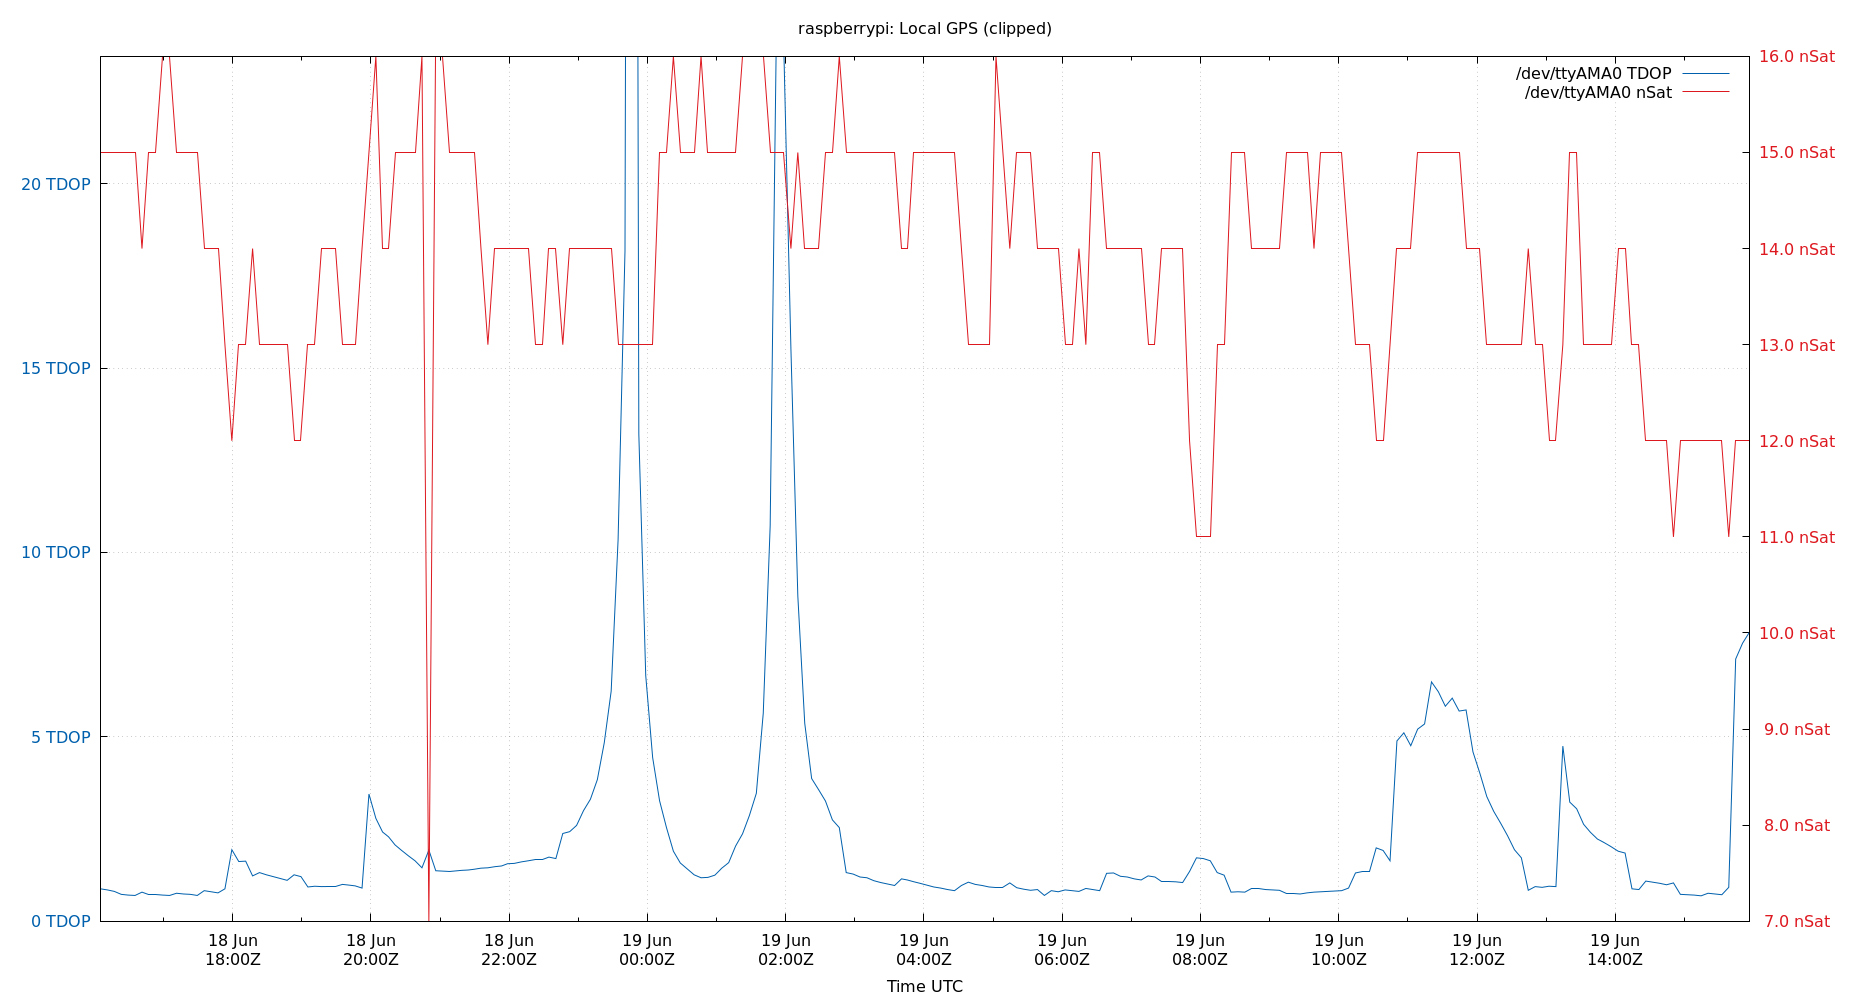 raspberrypi: Local GPS (clipped)
/dev/ttyAMA0 TDOP
/dev/ttyAMA0 nSat
20 TDOP
15 TDOP
10 TDOP
5 TDOP
0 TDOP
16.0 nSat
15.0 nSat
14.0 nSat
13.0 nSat
12.0 nSat
11.0 nSat
10.0 nSat
9.0 nSat
8.0 nSat
7.0 nSat
18 Jun
18:00Z
18 Jun
20:00Z
18 Jun
22:00Z
19 Jun
00:00Z
19 Jun
02:00Z
19 Jun
04:00Z
19 Jun
06:00Z
19 Jun
08:00Z
19 Jun
10:00Z
19 Jun
12:00Z
19 Jun
14:00Z
Time UTC